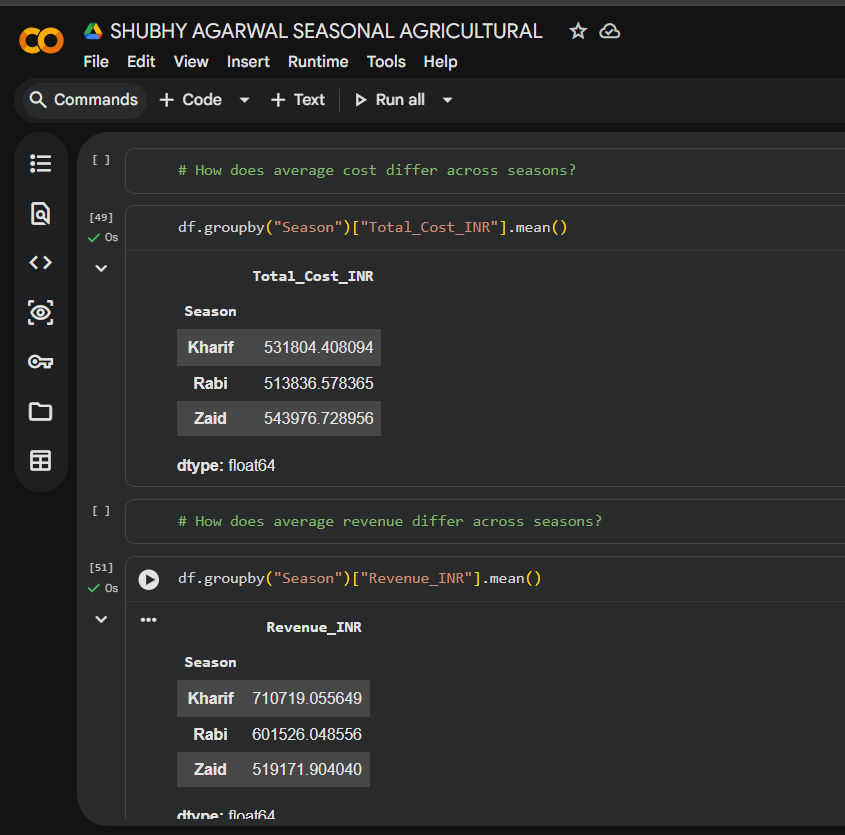 SHUBHY AGARWAL SEASONAL AGRICULTURAL
File Edit View Insert Runtime Tools Help
Commands + Code + Text Run all
[ ] # How does average cost differ across seasons?
[49] df.groupby("Season")["Total_Cost_INR"].mean()
0s
Total_Cost_INR
Season
Kharif 531804.408094
Rabi 513836.578365
Zaid 543976.728956
dtype: float64
[ ] # How does average revenue differ across seasons?
[51] df.groupby("Season")["Revenue_INR"].mean()
0s
Revenue_INR
Season
Kharif 710719.055649
Rabi 601526.048556
Zaid 519171.904040
dtype: float64